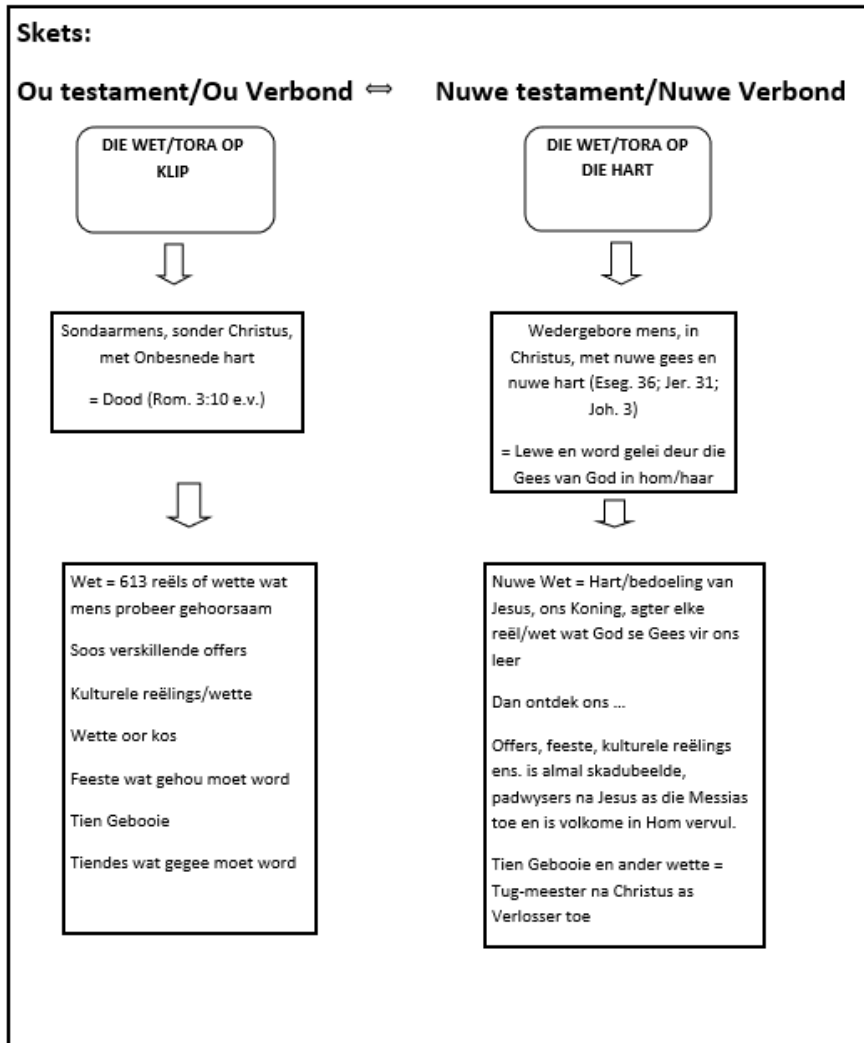 Skets:
Ou testament/Ou Verbond ⇔ Nuwe testament/Nuwe Verbond
DIE WET/TORA OP
KLIP
Sondaarmens, sonder Christus,
met Onbesnede hart
= Dood (Rom. 3:10 e.v.)
Wet = 613 reëls of wette wat
mens probeer gehoorsaam
Soos verskillende offers
Kulturele reëlings/wette
Wette oor kos
Feeste wat gehou moet word
Tien Gebooie
Tiendes wat gegee moet word
DIE WET/TORA OP
DIE HART
Wedergebore mens, in
Christus, met nuwe gees en
nuwe hart (Eseg. 36; Jer. 31;
Joh. 3)
= Lewe en word gelei deur die
Gees van God in hom/haar
Nuwe Wet = Hart/bedoeling van
Jesus, ons Koning, agter elke
reël/wet wat God se Gees vir ons
leer
Dan ontdek ons ...
Offers, feeste, kulturele reëlings
ens. is almal skadubeelde,
padwysers na Jesus as die Messias
toe en is volkome in Hom vervul.
Tien Gebooie en ander wette =
Tug-meester na Christus as
Verlosser toe